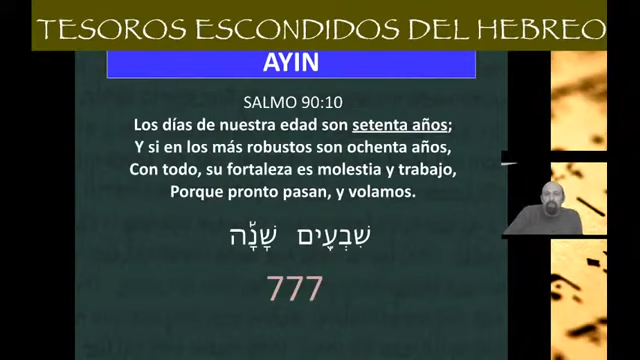 TESOROS ESCONDIDOS DEL HEBREO
AYIN
SALMO 90:10
Los días de nuestra edad son setenta años;
Y si en los más robustos son ochenta años,
Con todo, su fortaleza es molestia y trabajo,
Porque pronto pasan, y volamos.
שִׁבְעִ֪ים שָׁנָ֡ה
777